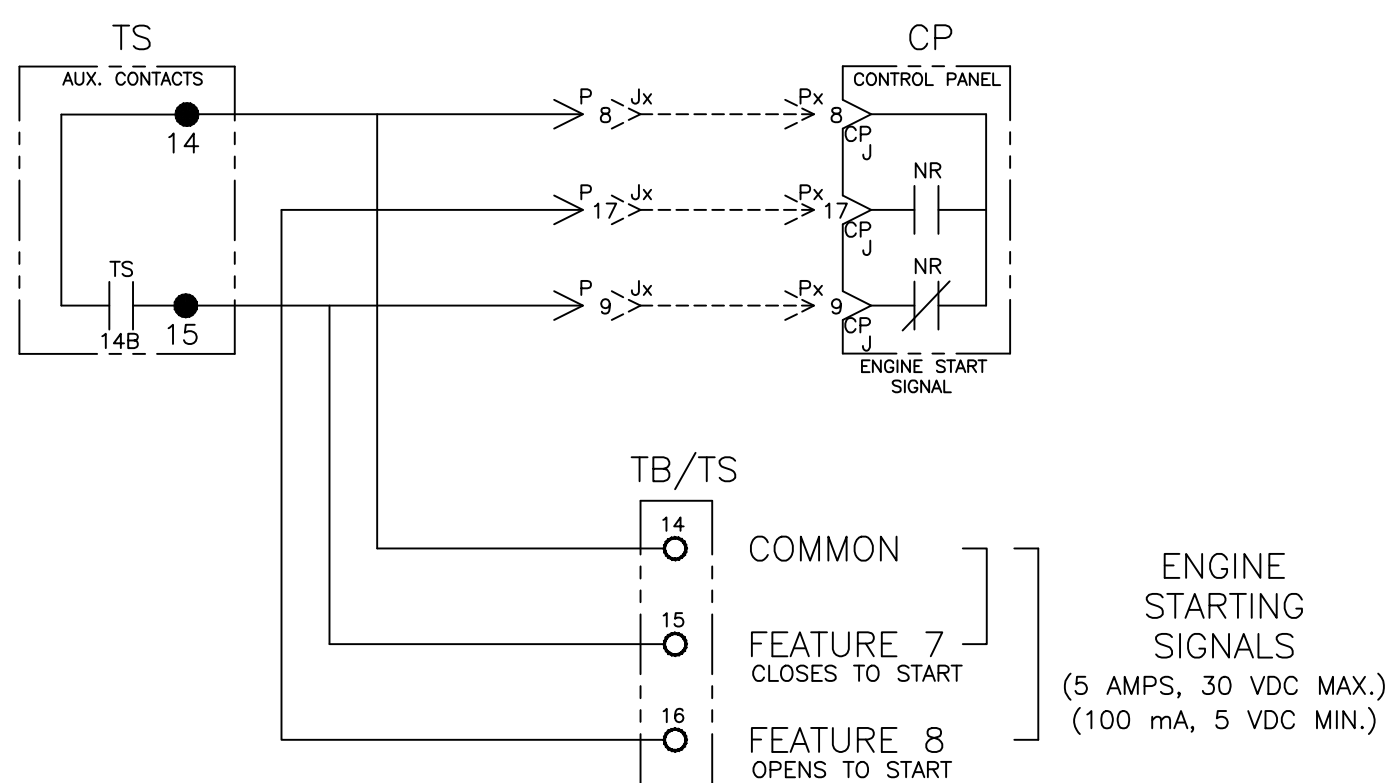 TS
CP
AUX. CONTACTS
CONTROL PANEL
14
P 8 Jx
Px 8
CP
J
NR
P 17 Jx
Px 17
CP
J
TS
NR
14B
15
P 9 Jx
Px 9
CP
J
ENGINE START
SIGNAL
TB/TS
14
COMMON
15
FEATURE 7
CLOSES TO START
16
FEATURE 8
OPENS TO START
ENGINE
STARTING
SIGNALS
(5 AMPS, 30 VDC MAX.)
(100 mA, 5 VDC MIN.)